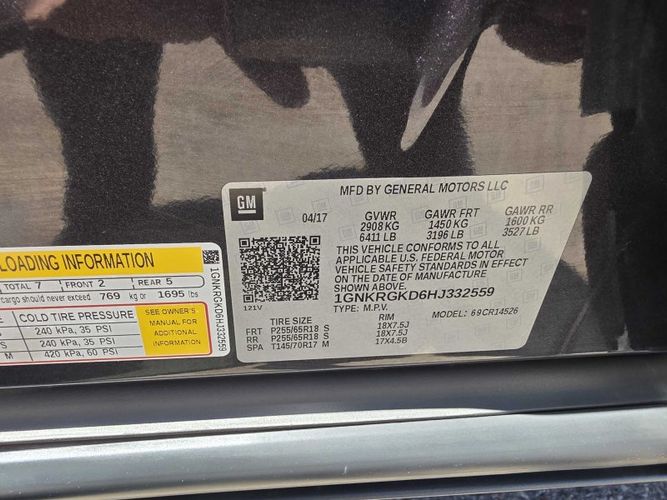 GM
MFD BY GENERAL MOTORS LLC
04/17 GVWR GAWR FRT GAWR RR
2908 KG 1450 KG 1600 KG
6411 LB 3196 LB 3527 LB
THIS VEHICLE CONFORMS TO ALL
APPLICABLE U.S. FEDERAL MOTOR
VEHICLE SAFETY STANDARDS IN EFFECT
ON THE DATE OF MANUFACTURE
SHOWN ABOVE.
1GNKRGKD6HJ332559
TYPE: M.P.V. MODEL: 69CR14526
121V
TIRE SIZE RIM
FRT P255/65R18 S 18X7.5J
RR P255/65R18 S 18X7.5J
SPA T145/70R17 M 17X4.5B
LOADING INFORMATION
TOTAL 7 FRONT 2 REAR 5
cargo should never exceed 769 kg or 1695 lbs
COLD TIRE PRESSURE
S 240 kPa, 35 PSI
S 240 kPa, 35 PSI
M 420 kPa, 60 PSI
SEE OWNER'S
MANUAL FOR
ADDITIONAL
INFORMATION
1GNKRGKD6HJ332559